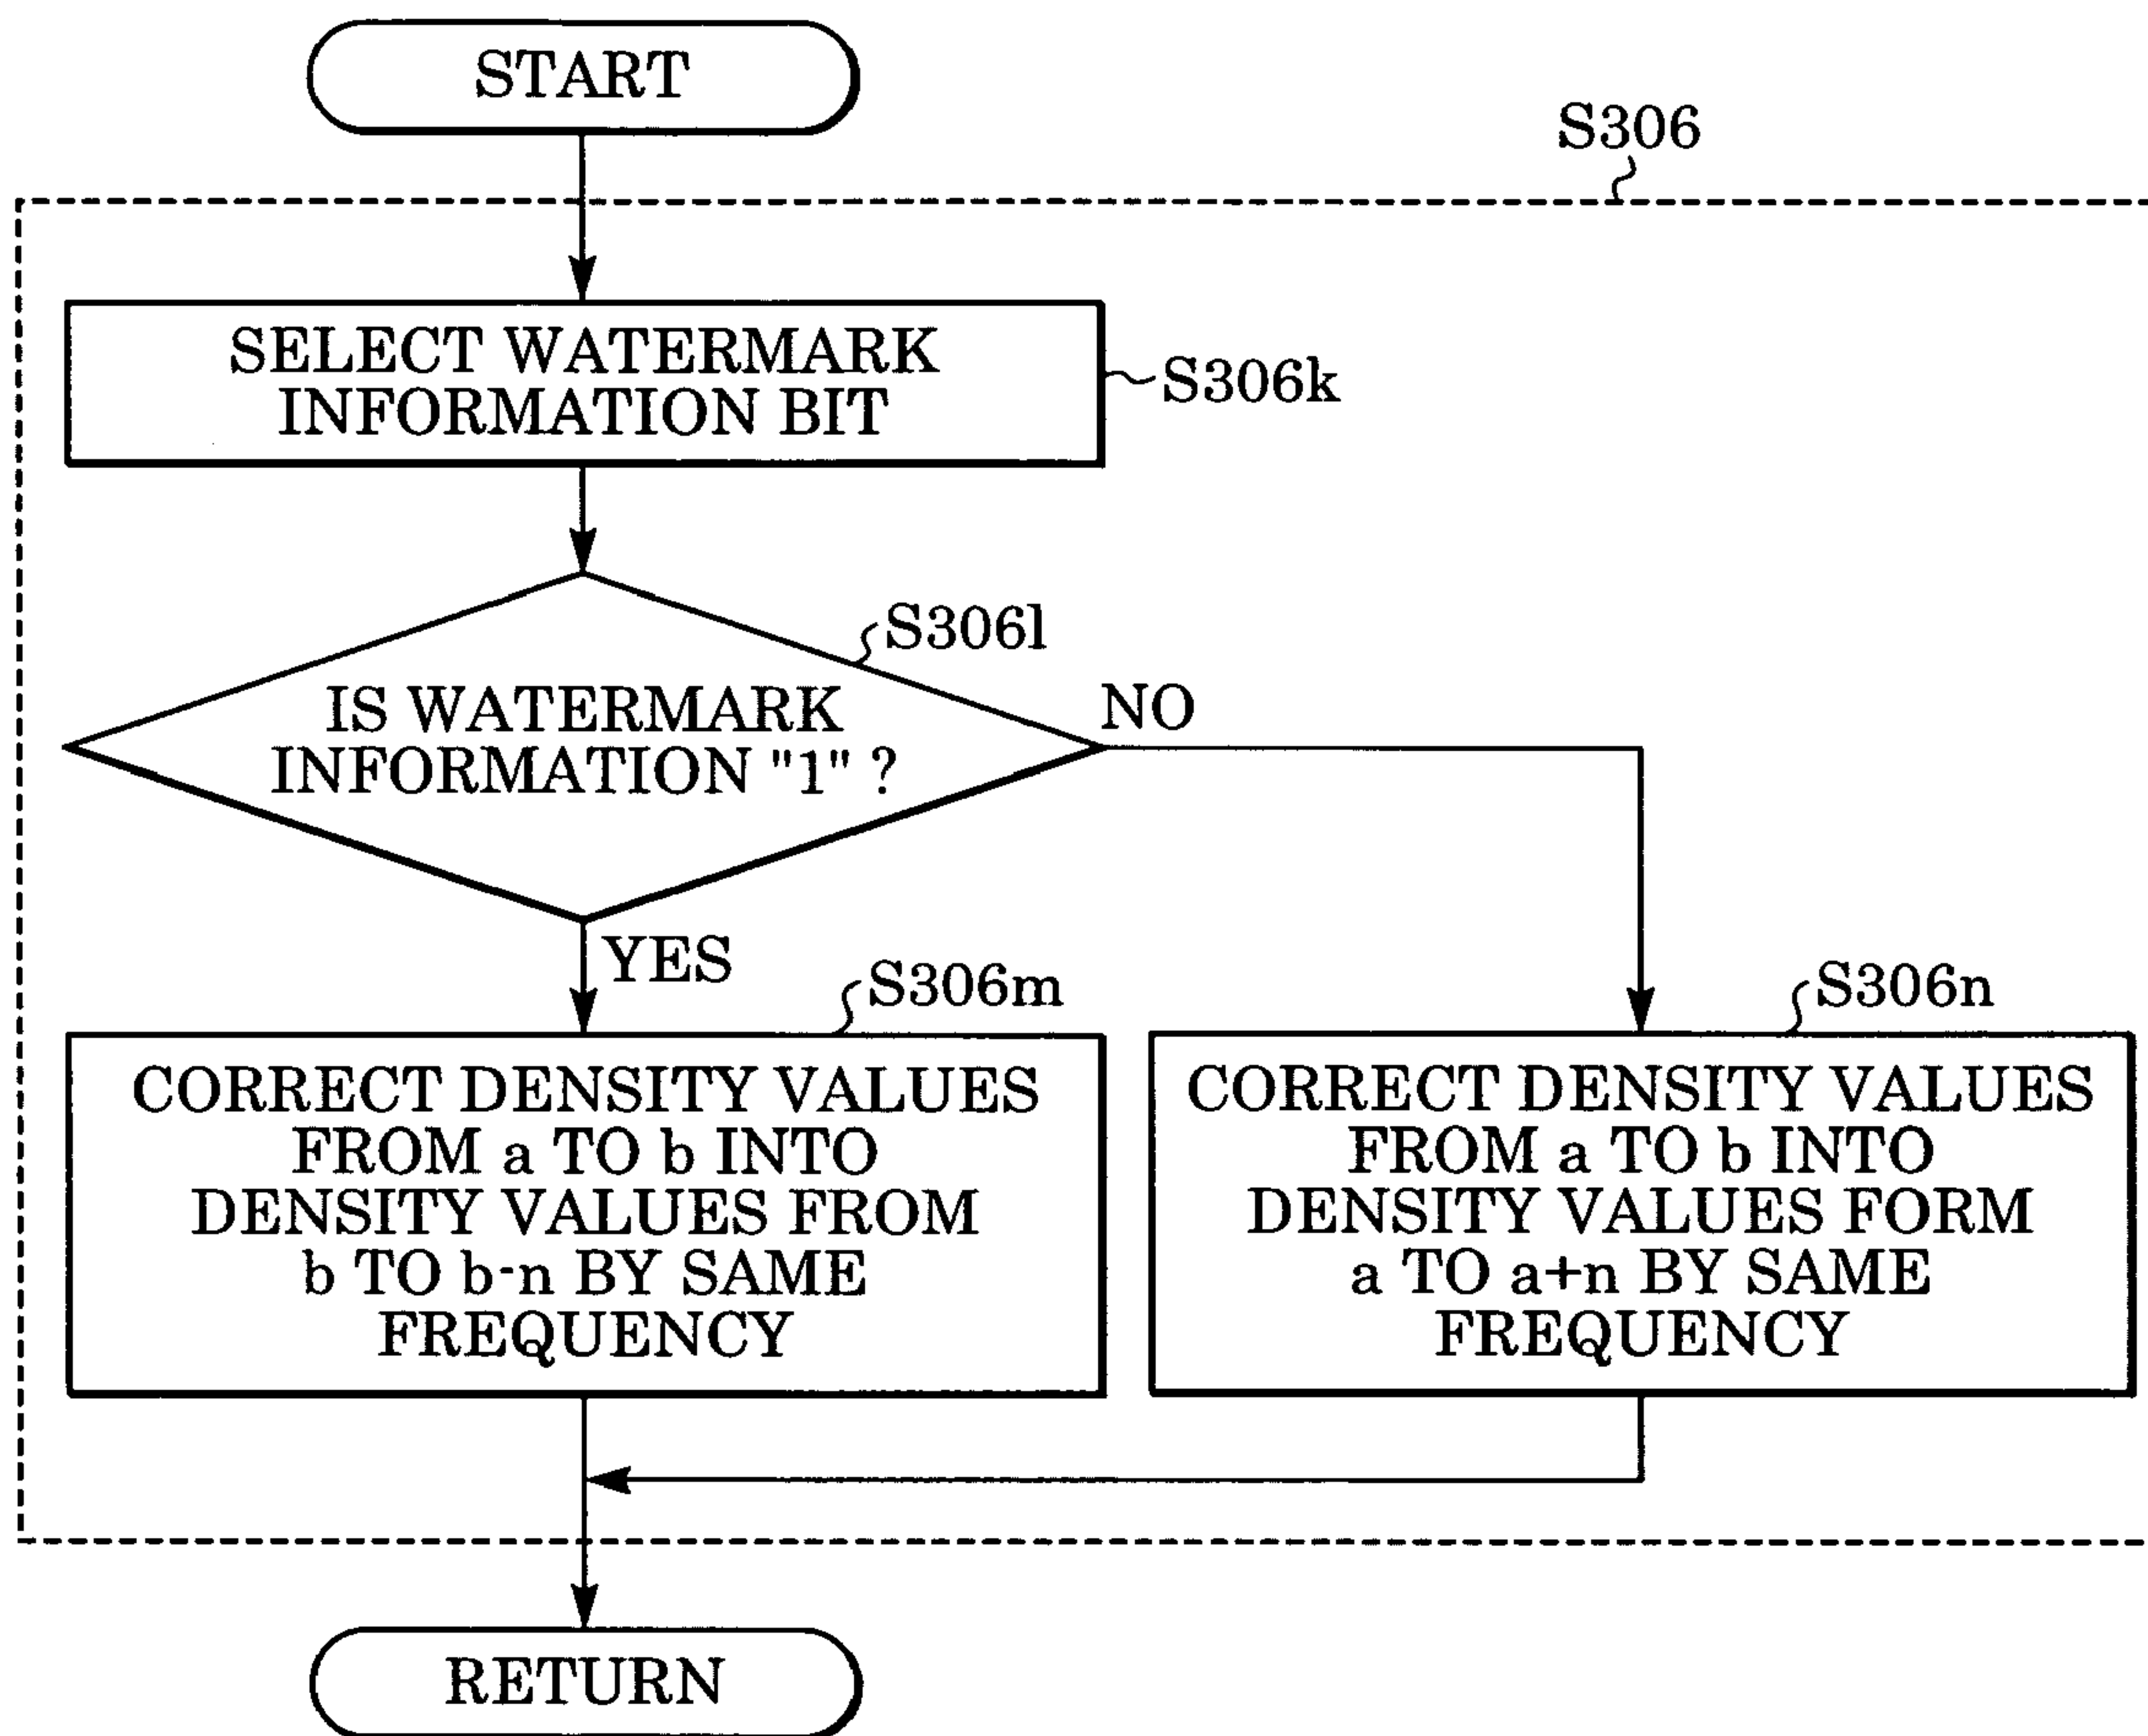 START
S306
SELECT WATERMARK
INFORMATION BIT
S306k
S306l
IS WATERMARK
INFORMATION "1" ?
NO
YES
S306m
CORRECT DENSITY VALUES
FROM a TO b INTO
DENSITY VALUES FROM
b TO b-n BY SAME
FREQUENCY
S306n
CORRECT DENSITY VALUES
FROM a TO b INTO
DENSITY VALUES FORM
a TO a+n BY SAME
FREQUENCY
RETURN